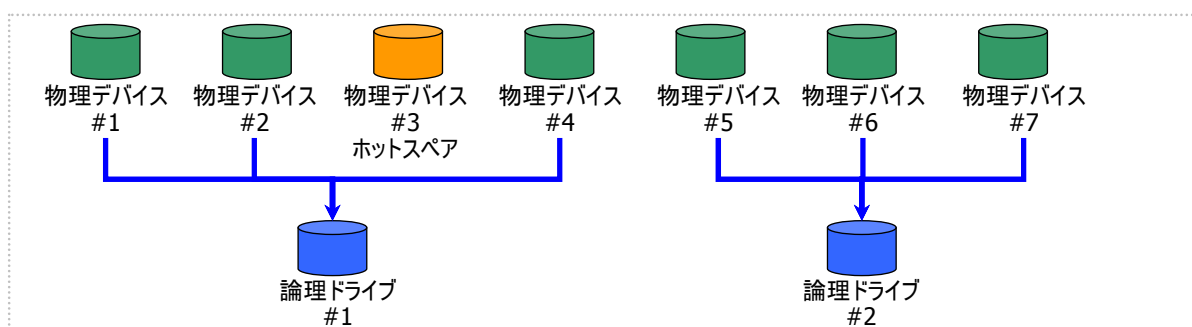 物理デバイス
#1
物理デバイス
#2
物理デバイス
#3
ホットスペア
物理デバイス
#4
物理デバイス
#5
物理デバイス
#6
物理デバイス
#7
論理ドライブ
#1
論理ドライブ
#2